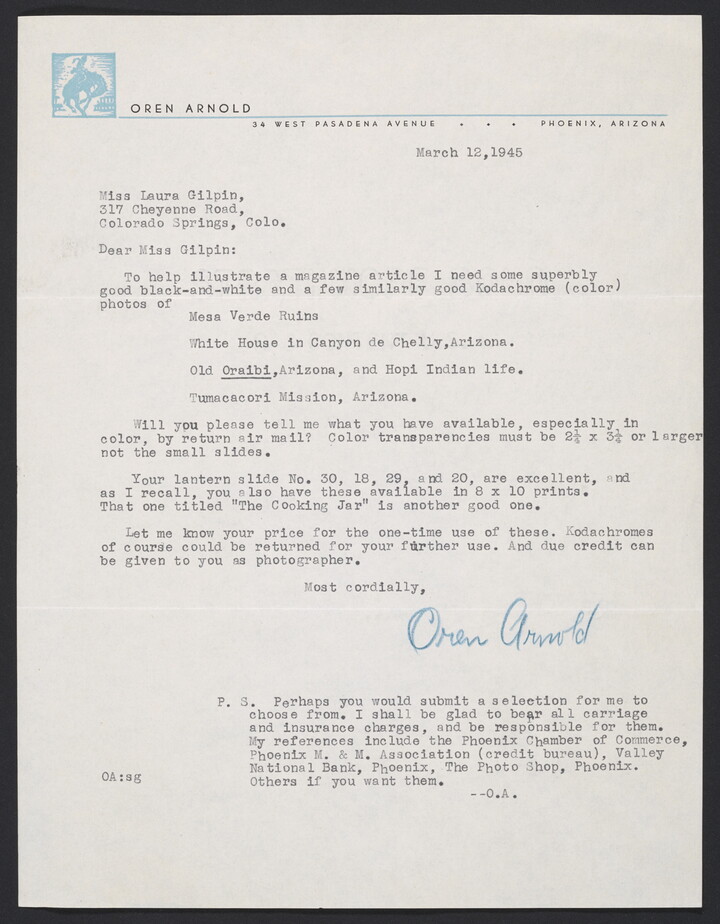 OREN ARNOLD
34 WEST PASADENA AVENUE . . . PHOENIX, ARIZONA
March 12,1945
Miss Laura Gilpin,
317 Cheyenne Road,
Colorado Springs, Colo.
Dear Miss Gilpin:
To help illustrate a magazine article I need some superbly
good black-and-white and a few similarly good Kodachrome (color)
photos of
Mesa Verde Ruins
White House in Canyon de Chelly,Arizona.
Old Oraibi,Arizona, and Hopi Indian life.
Tumacacori Mission, Arizona.
Will you please tell me what you have available, especially in
color, by return air mail? Color transparencies must be 2¼ x 3¼ or larger
not the small slides.
Your lantern slide No. 30, 18, 29, and 20, are excellent, and
as I recall, you also have these available in 8 x 10 prints.
That one titled "The Cooking Jar" is another good one.
Let me know your price for the one-time use of these. Kodachromes
of course could be returned for your further use. And due credit can
be given to you as photographer.
Most cordially,
Oren Arnold
P. S. Perhaps you would submit a selection for me to
choose from. I shall be glad to bear all carriage
and insurance charges, and be responsible for them.
My references include the Phoenix Chamber of Commerce,
Phoenix M. & M. Association (credit bureau), Valley
National Bank, Phoenix, The Photo Shop, Phoenix.
OA:sg Others if you want them.
--O.A.